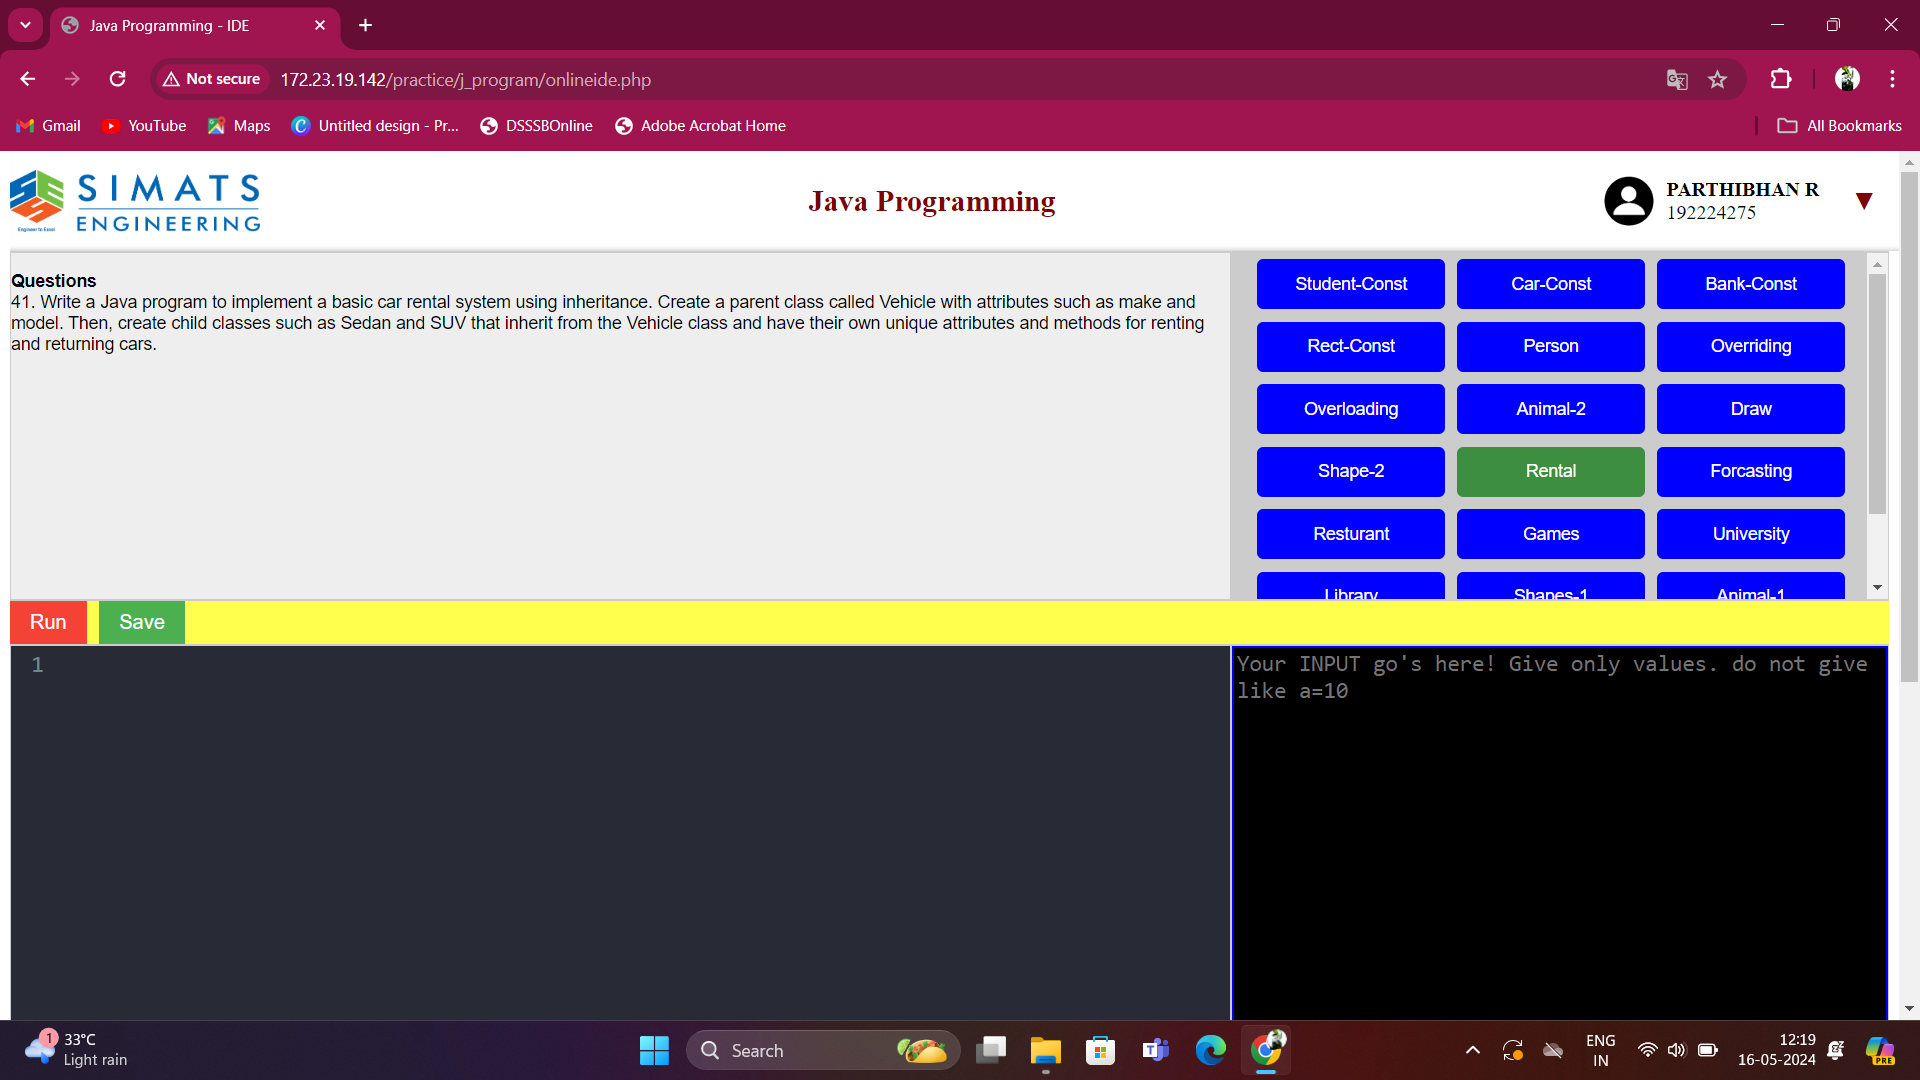 Java Programming - IDE
Not secure
172.23.19.142/practice/j_program/onlineide.php
Gmail
YouTube
Maps
Untitled design - Pr...
DSSSBOnline
Adobe Acrobat Home
All Bookmarks
SIMATS
ENGINEERING
Engineer to Excel
Java Programming
PARTHIBHAN R
192224275
Questions
41. Write a Java program to implement a basic car rental system using inheritance. Create a parent class called Vehicle with attributes such as make and
model. Then, create child classes such as Sedan and SUV that inherit from the Vehicle class and have their own unique attributes and methods for renting
and returning cars.
Student-Const
Car-Const
Bank-Const
Rect-Const
Person
Overriding
Overloading
Animal-2
Draw
Shape-2
Rental
Forcasting
Resturant
Games
University
Library
Shapes-1
Animal-1
Run
Save
1
Your INPUT go's here! Give only values. do not give
like a=10
1
33°C
Light rain
Search
ENG
IN
12:19
16-05-2024
PRE